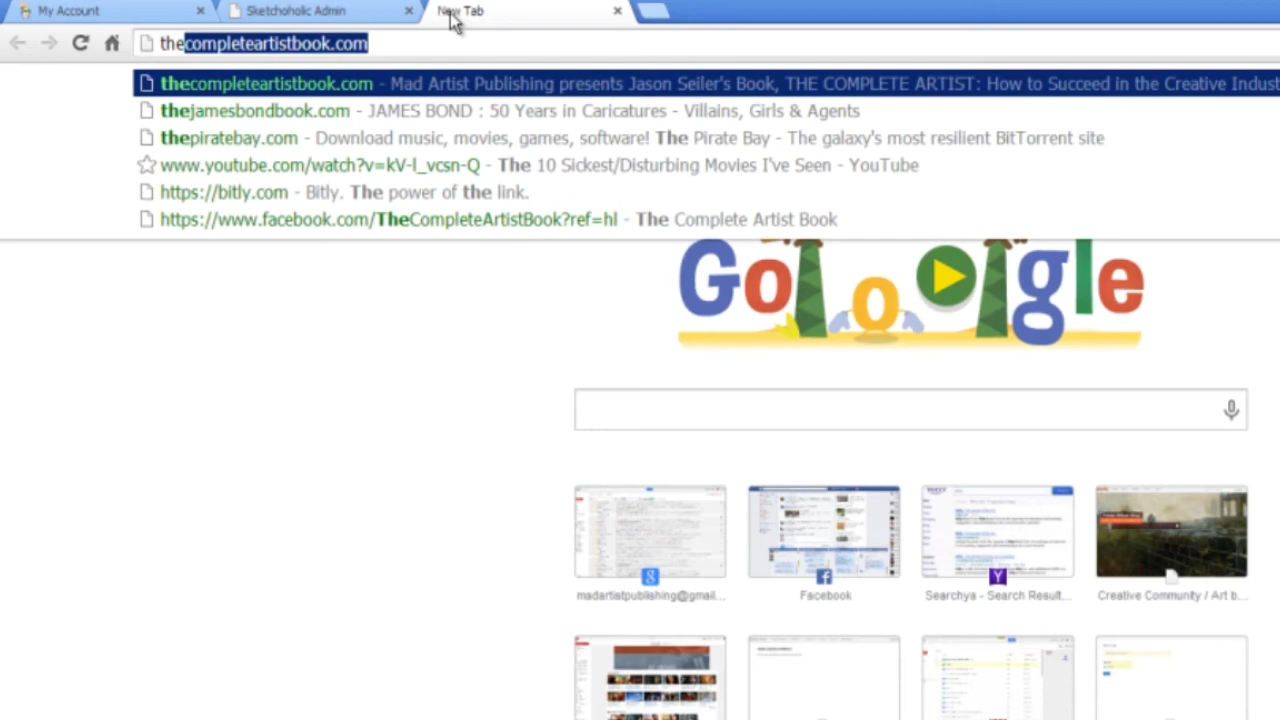 My Account
Sketchoholic Admin
New Tab
thecompleteartistbook.com
thecompleteartistbook.com - Mad Artist Publishing presents Jason Seiler's Book, THE COMPLETE ARTIST: How to Succeed in the Creative Indust
thejamesbondbook.com - JAMES BOND : 50 Years in Caricatures - Villains, Girls & Agents
thepiratebay.com - Download music, movies, games, software! The Pirate Bay - The galaxy's most resilient BitTorrent site
www.youtube.com/watch?v=kV-l_vcsn-Q - The 10 Sickest/Disturbing Movies I've Seen - YouTube
https://bitly.com - Bitly. The power of the link.
https://www.facebook.com/TheCompleteArtistBook?ref=hl - The Complete Artist Book
Google
madartistpublishing@gmail...
Facebook
Searchya - Search Result...
Creative Community / Art b...